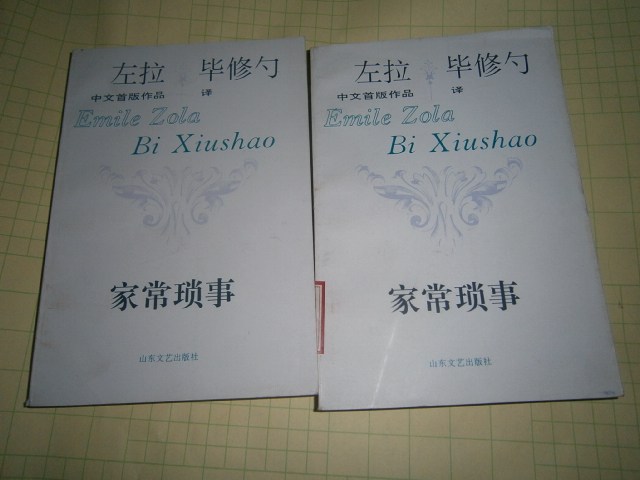 左拉 毕修勺
中文首版作品 译
Emile Zola
Bi Xiushao
家常琐事
山东文艺出版社
左拉 毕修勺
中文首版作品 译
Emile Zola
Bi Xiushao
家常琐事
山东文艺出版社